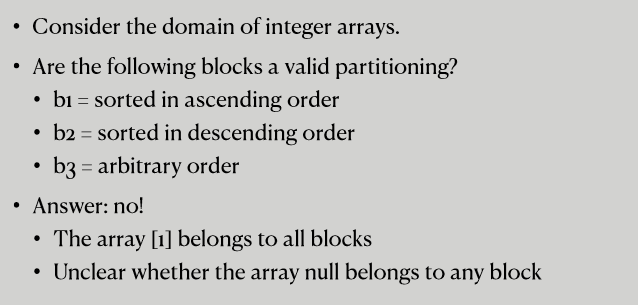 • Consider the domain of integer arrays.
• Are the following blocks a valid partitioning?
• b1 = sorted in ascending order
• b2 = sorted in descending order
• b3 = arbitrary order
• Answer: no!
• The array [1] belongs to all blocks
• Unclear whether the array null belongs to any block